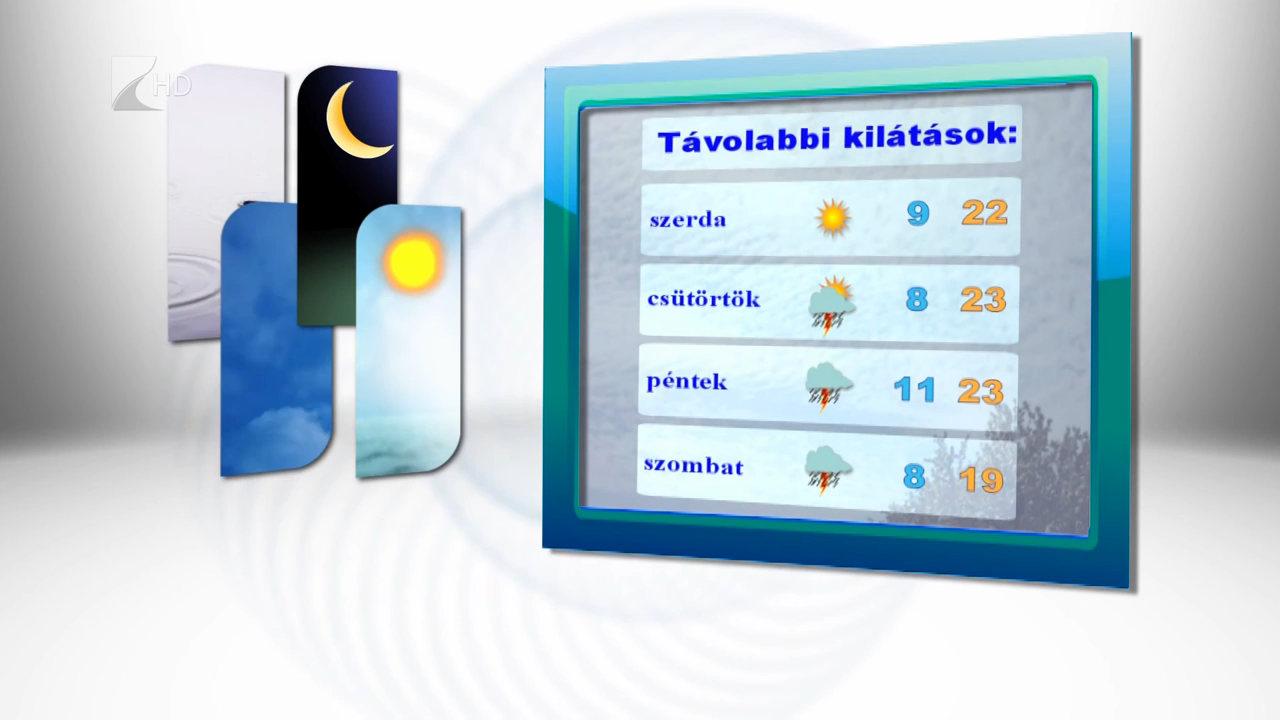 HD
Távolabbi kilátások:
szerda 9 22
csütörtök 8 23
péntek 11 23
szombat 8 19